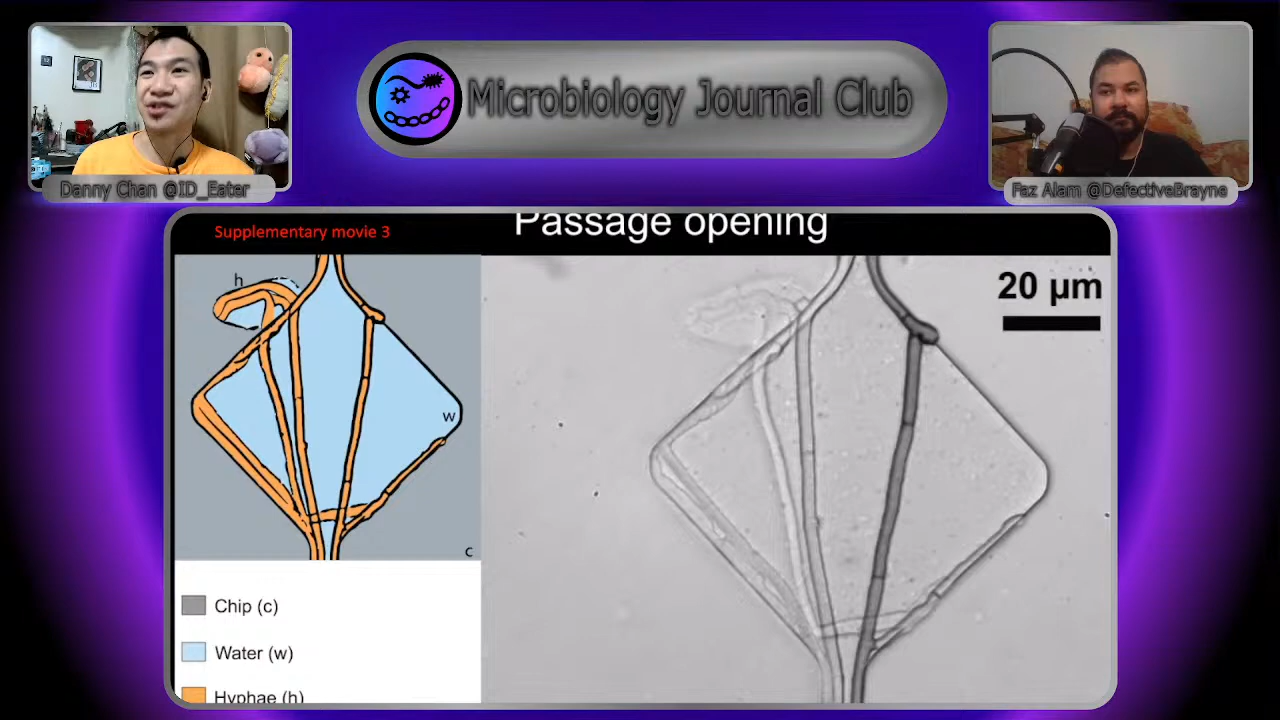 Microbiology Journal Club
Danny Chan @ID_Eater
Faz Alam @DefectiveBrayne
Supplementary movie 3
Passage opening
h
w
c
20 µm
Chip (c)
Water (w)
Hyphae (h)